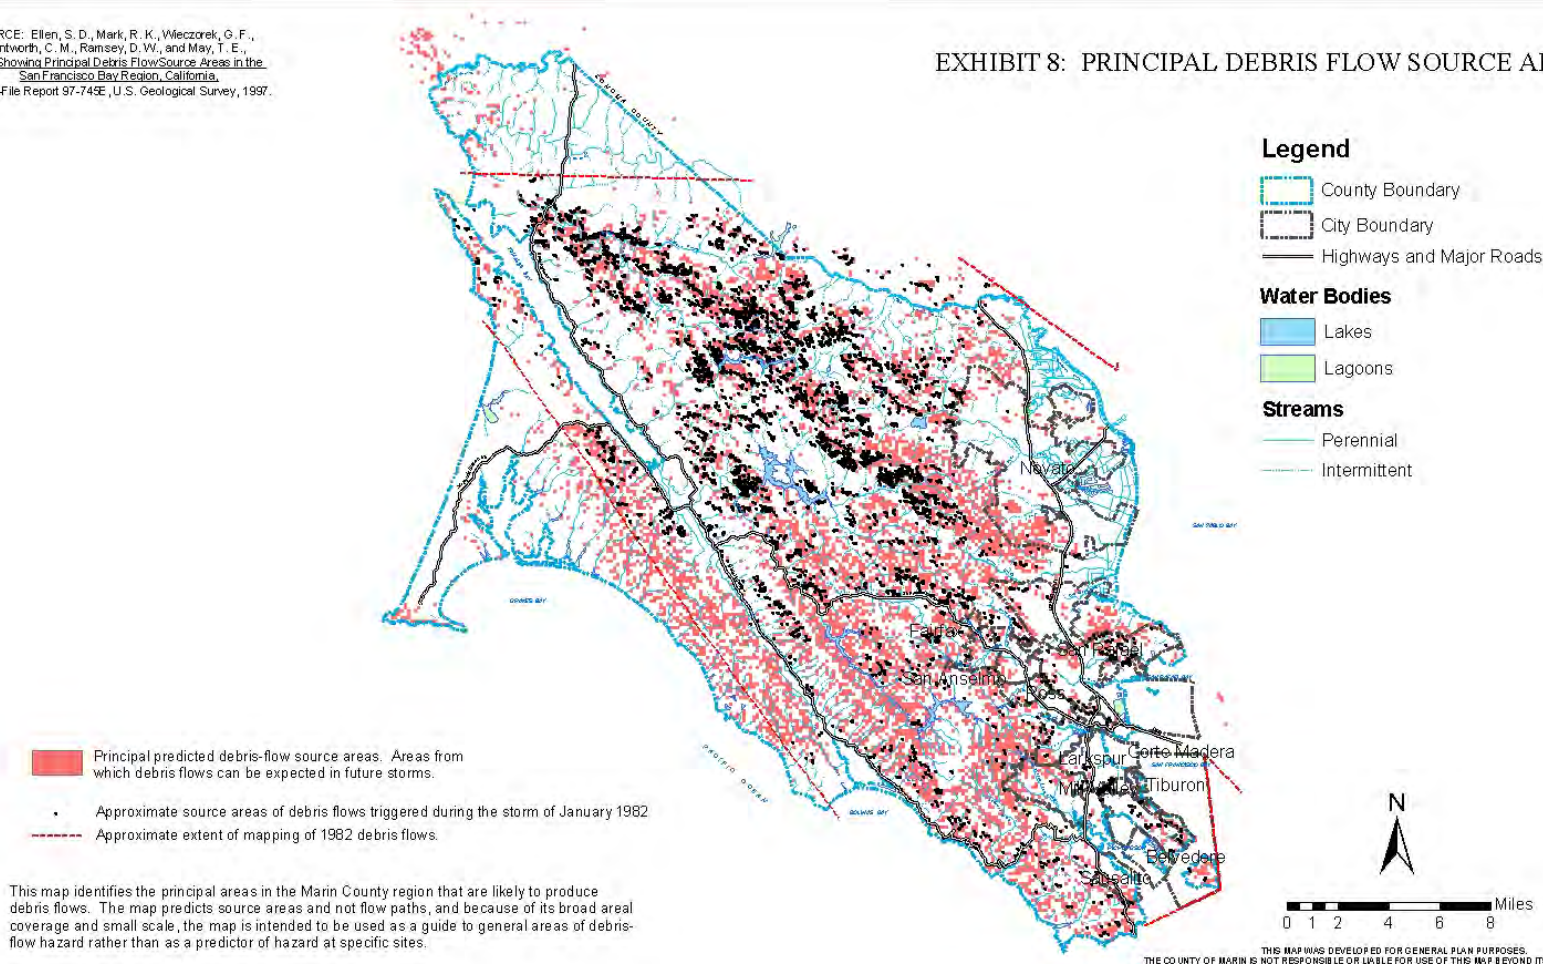 RCE: Ellen, S. D., Mark, R. K., Wieczorek, G. F.,
ntworth, C. M., Ramsey, D. W., and May, T. E.,
Showing Principal Debris Flow Source Areas in the
San Francisco Bay Region, California,
-File Report 97-745E, U.S. Geological Survey, 1997.
EXHIBIT 8: PRINCIPAL DEBRIS FLOW SOURCE A
SONOMA COUNTY
Legend
County Boundary
City Boundary
Highways and Major Roads
Water Bodies
Lakes
Lagoons
Streams
Perennial
Intermittent
Novato
SAN PABLO BAY
Fairfax
San Rafael
San Anselmo
Ross
Corte Madera
Larkspur
SAN FRANCISCO BAY
Tiburon
PACIFIC OCEAN
BOLINAS BAY
Belvedere
Sausalito
Principal predicted debris-flow source areas. Areas from
which debris flows can be expected in future storms.
Approximate source areas of debris flows triggered during the storm of January 1982
Approximate extent of mapping of 1982 debris flows.
This map identifies the principal areas in the Marin County region that are likely to produce
debris flows. The map predicts source areas and not flow paths, and because of its broad areal
coverage and small scale, the map is intended to be used as a guide to general areas of debris-
flow hazard rather than as a predictor of hazard at specific sites.
N
Miles
0 1 2 4 6 8
THIS MAP WAS DEVELOPED FOR GENERAL PLAN PURPOSES.
THE COUNTY OF MARIN IS NOT RESPONSIBLE OR LIABLE FOR USE OF THIS MAP BEYOND IT